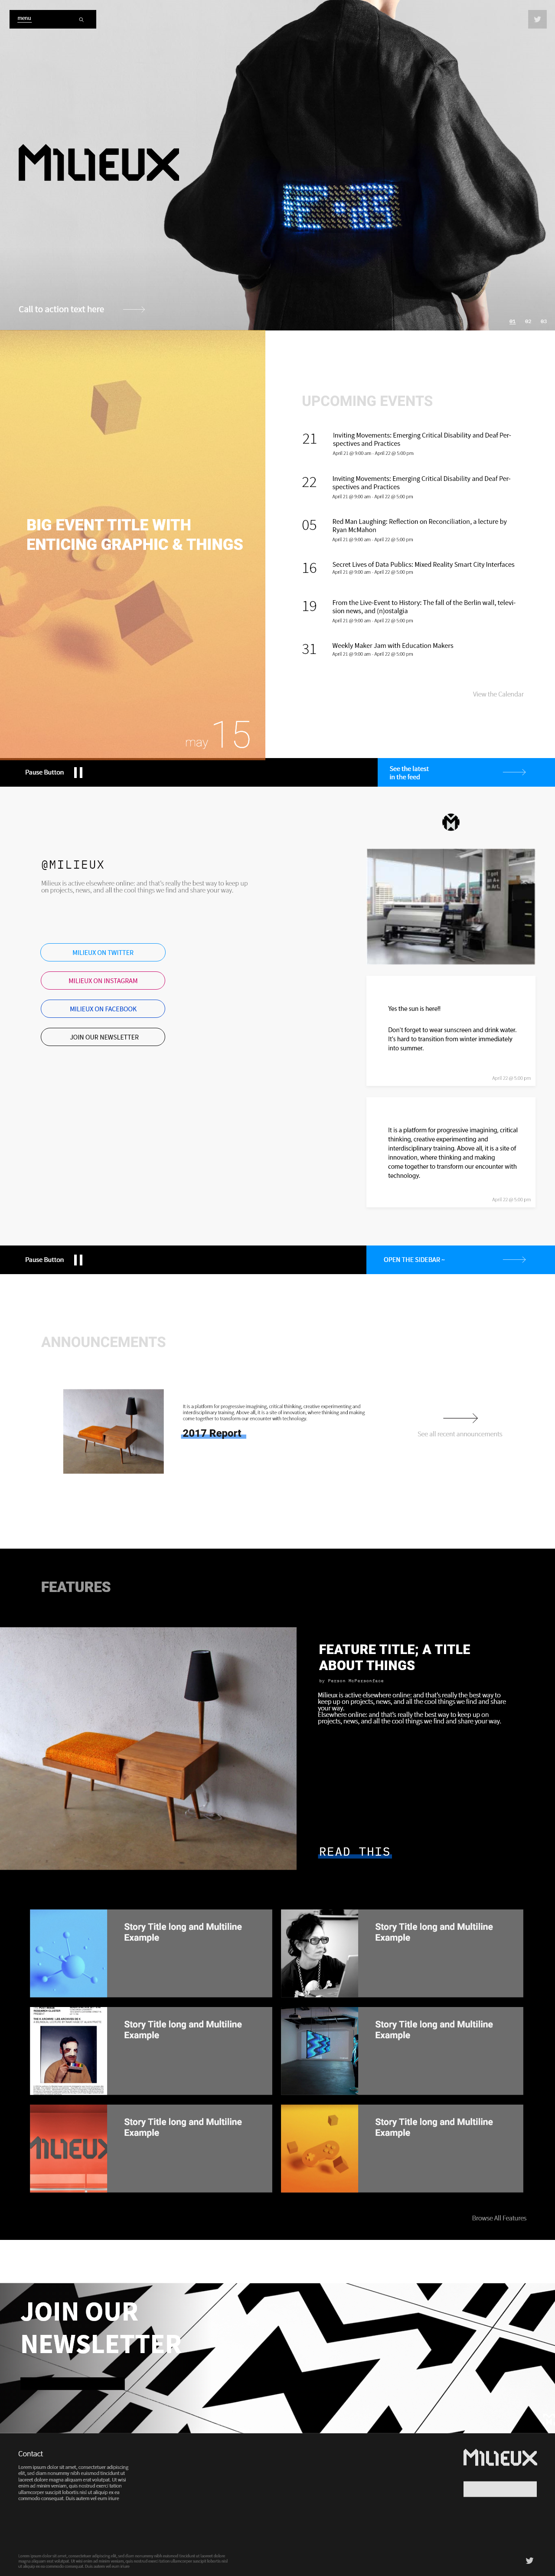 menu
MILIEUX
Call to action text here
#1
#2
#3
BIG EVENT TITLE WITH
ENTICING GRAPHIC & THINGS
may 15
UPCOMING EVENTS
21
Inviting Movements: Emerging Critical Disability and Deaf Per-
spectives and Practices
April 21 @ 9:00 am - April 22 @ 5:00 pm
22
Inviting Movements: Emerging Critical Disability and Deaf Per-
spectives and Practices
April 21 @ 9:00 am - April 22 @ 5:00 pm
05
Red Man Laughing: Reflection on Reconciliation, a lecture by
Ryan McMahon
April 21 @ 9:00 am - April 22 @ 5:00 pm
16
Secret Lives of Data Publics: Mixed Reality Smart City Interfaces
April 21 @ 9:00 am - April 22 @ 5:00 pm
19
From the Live-Event to History: The fall of the Berlin wall, televi-
sion news, and (n)ostalgia
April 21 @ 9:00 am - April 22 @ 5:00 pm
31
Weekly Maker Jam with Education Makers
April 21 @ 9:00 am - April 22 @ 5:00 pm
View the Calendar
Pause Button
See the latest
in the feed
@MILIEUX
Milieux is active elsewhere online: and that's really the best way to keep up
on projects, news, and all the cool things we find and share your way.
MILIEUX ON TWITTER
MILIEUX ON INSTAGRAM
MILIEUX ON FACEBOOK
JOIN OUR NEWSLETTER
I got
an A+
in Art.
Yes the sun is here!!
Don't forget to wear sunscreen and drink water.
It's hard to transition from winter immediately
into summer.
April 22 @ 5:00 pm
It is a platform for progressive imagining, critical
thinking, creative experimenting and
interdisciplinary training. Above all, it is a site of
innovation, where thinking and making
come together to transform our encounter with
technology.
April 22 @ 5:00 pm
Pause Button
OPEN THE SIDEBAR ~
ANNOUNCEMENTS
It is a platform for progressive imagining, critical thinking, creative experimenting and
interdisciplinary training. Above all, it is a site of innovation, where thinking and making
come together to transform our encounter with technology.
2017 Report
See all recent announcements
FEATURES
FEATURE TITLE; A TITLE
ABOUT THINGS
by Person McPersonface
Milieux is active elsewhere online: and that's really the best way to
keep up on projects, news, and all the cool things we find and share
your way.
Elsewhere online: and that's really the best way to keep up on
projects, news, and all the cool things we find and share your way.
READ THIS
Story Title long and Multiline
Example
Story Title long and Multiline
Example
Story Title long and Multiline
Example
Story Title long and Multiline
Example
MILIEUX
Story Title long and Multiline
Example
Story Title long and Multiline
Example
Browse All Features
JOIN OUR
NEWSLETTER
Contact
Lorem ipsum dolor sit amet, consectetuer adipiscing
elit, sed diam nonummy nibh euismod tincidunt ut
laoreet dolore magna aliquam erat volutpat. Ut wisi
enim ad minim veniam, quis nostrud exerci tation
ullamcorper suscipit lobortis nisl ut aliquip ex ea
commodo consequat. Duis autem vel eum iriure
MILIEUX